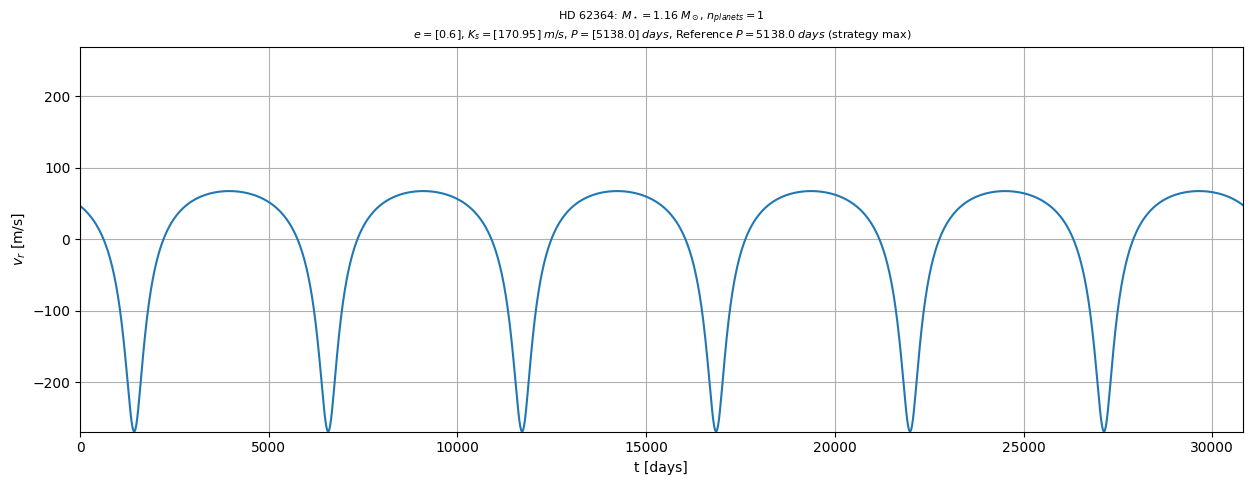 HD 62364: $M_\star = 1.16\ M_\odot$, $n_{planets} = 1$
$e = [0.6]$, $K_s = [170.95]\ m/s$, $P = [5138.0]\ days$, Reference $P = 5138.0\ days$ (strategy max)
$v_r$ [m/s]
200
100
0
−100
−200
0 5000 10000 15000 20000 25000 30000
t [days]